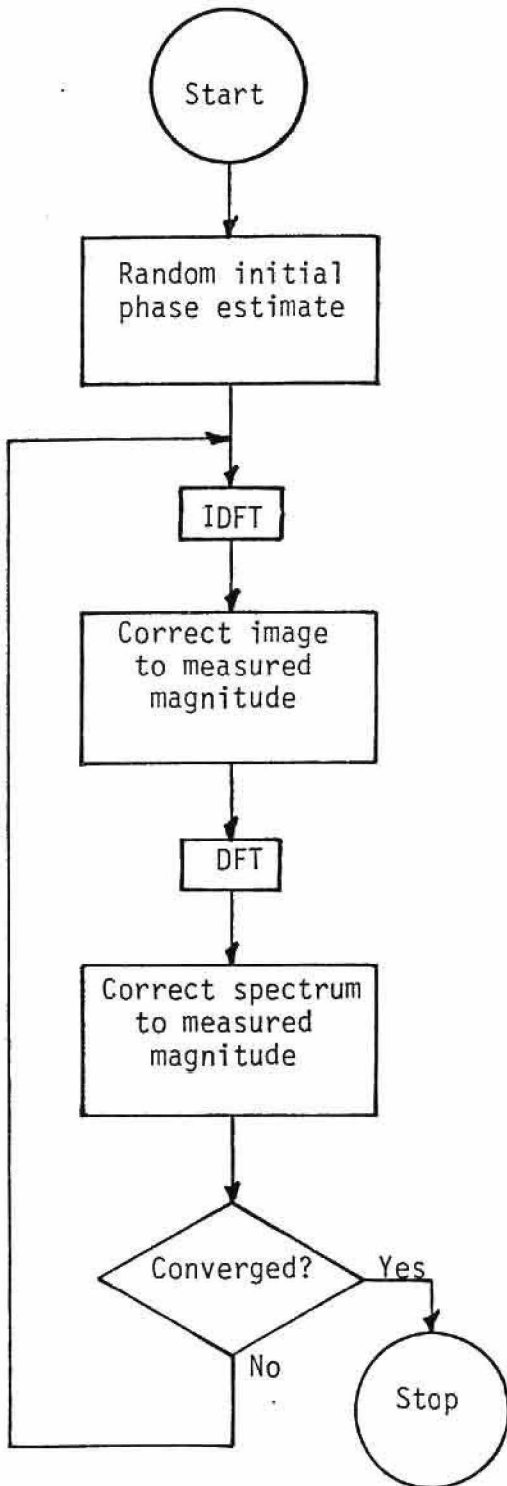 Start
Random initial
phase estimate
IDFT
Correct image
to measured
magnitude
DFT
Correct spectrum
to measured
magnitude
Converged?
Yes
No
Stop